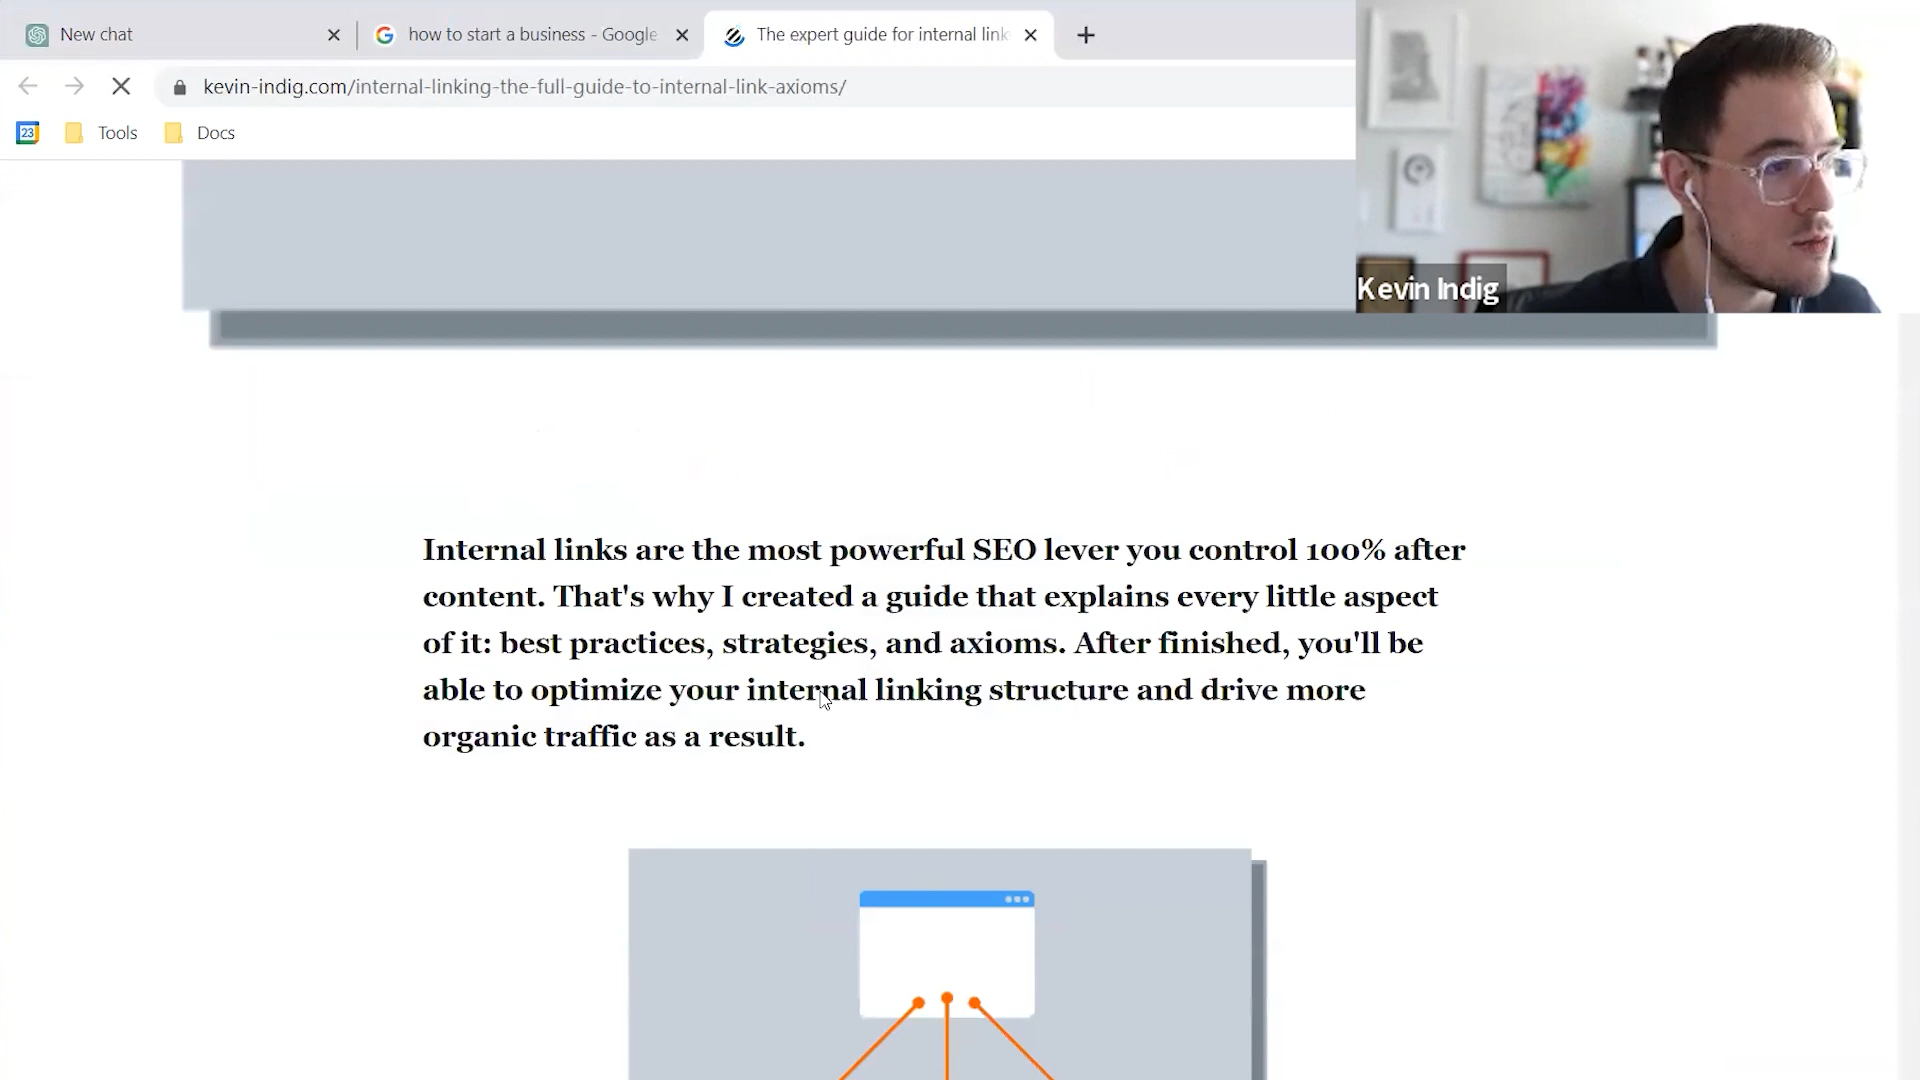 New chat
how to start a business - Google
The expert guide for internal link
kevin-indig.com/internal-linking-the-full-guide-to-internal-link-axioms/
23
Tools
Docs
Kevin Indig
Internal links are the most powerful SEO lever you control 100% after
content. That's why I created a guide that explains every little aspect
of it: best practices, strategies, and axioms. After finished, you'll be
able to optimize your internal linking structure and drive more
organic traffic as a result.